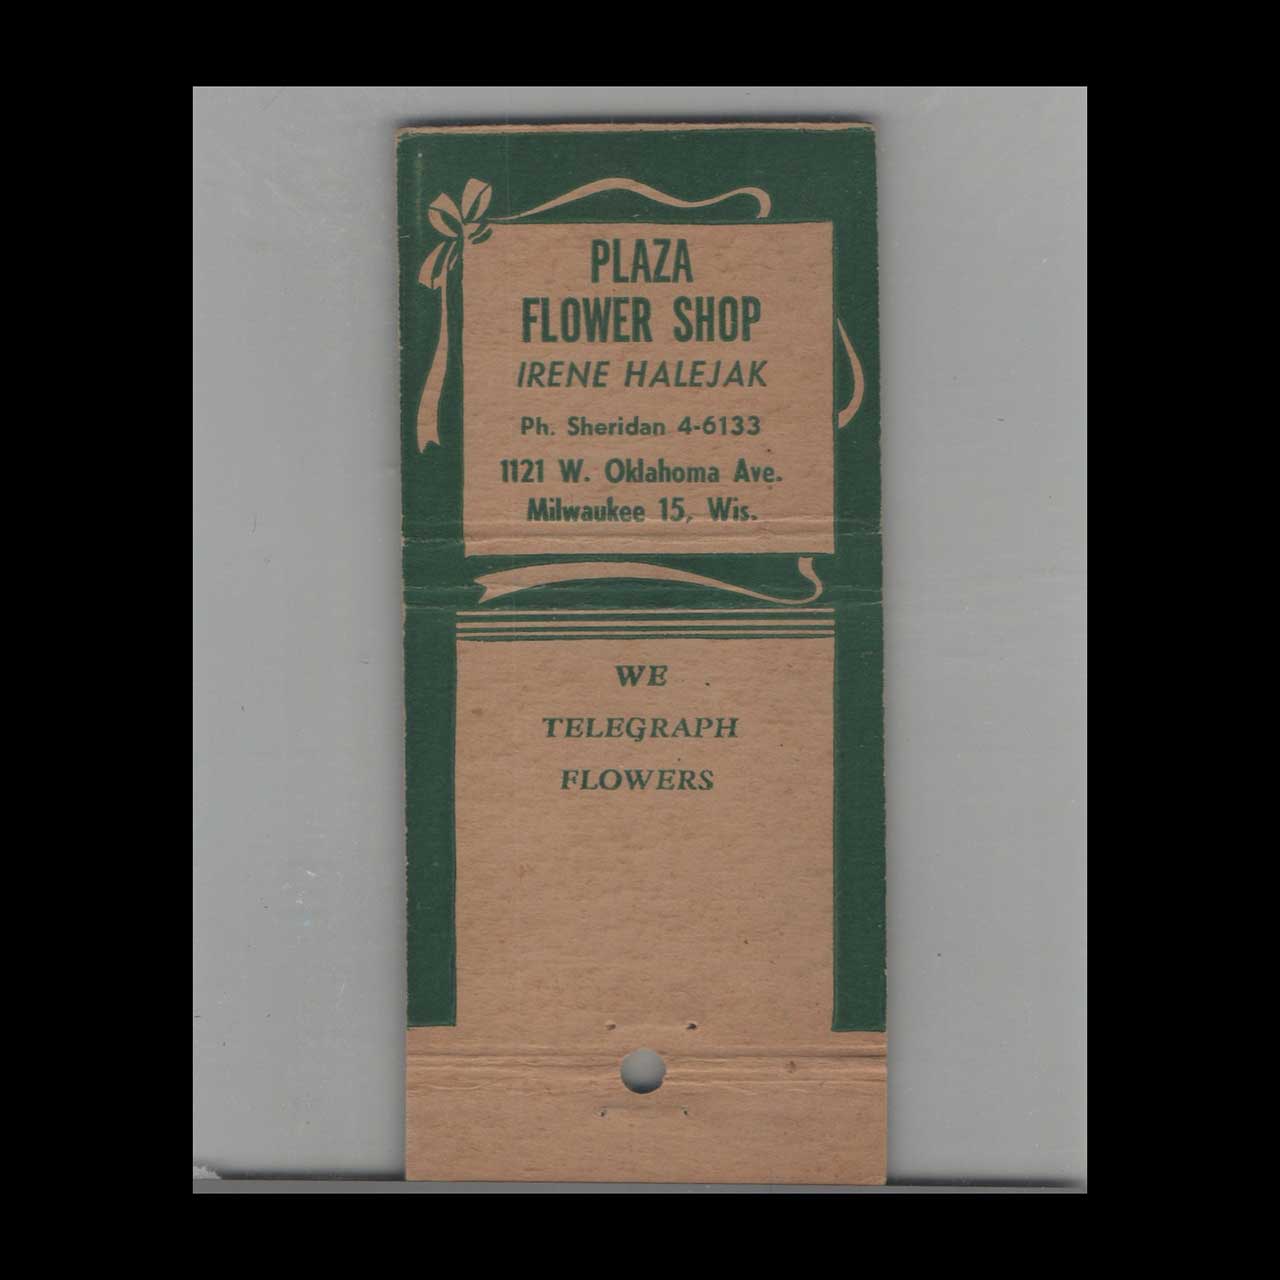 PLAZA
FLOWER SHOP
IRENE HALEJAK
Ph. Sheridan 4-6133
1121 W. Oklahoma Ave.
Milwaukee 15, Wis.
WE
TELEGRAPH
FLOWERS